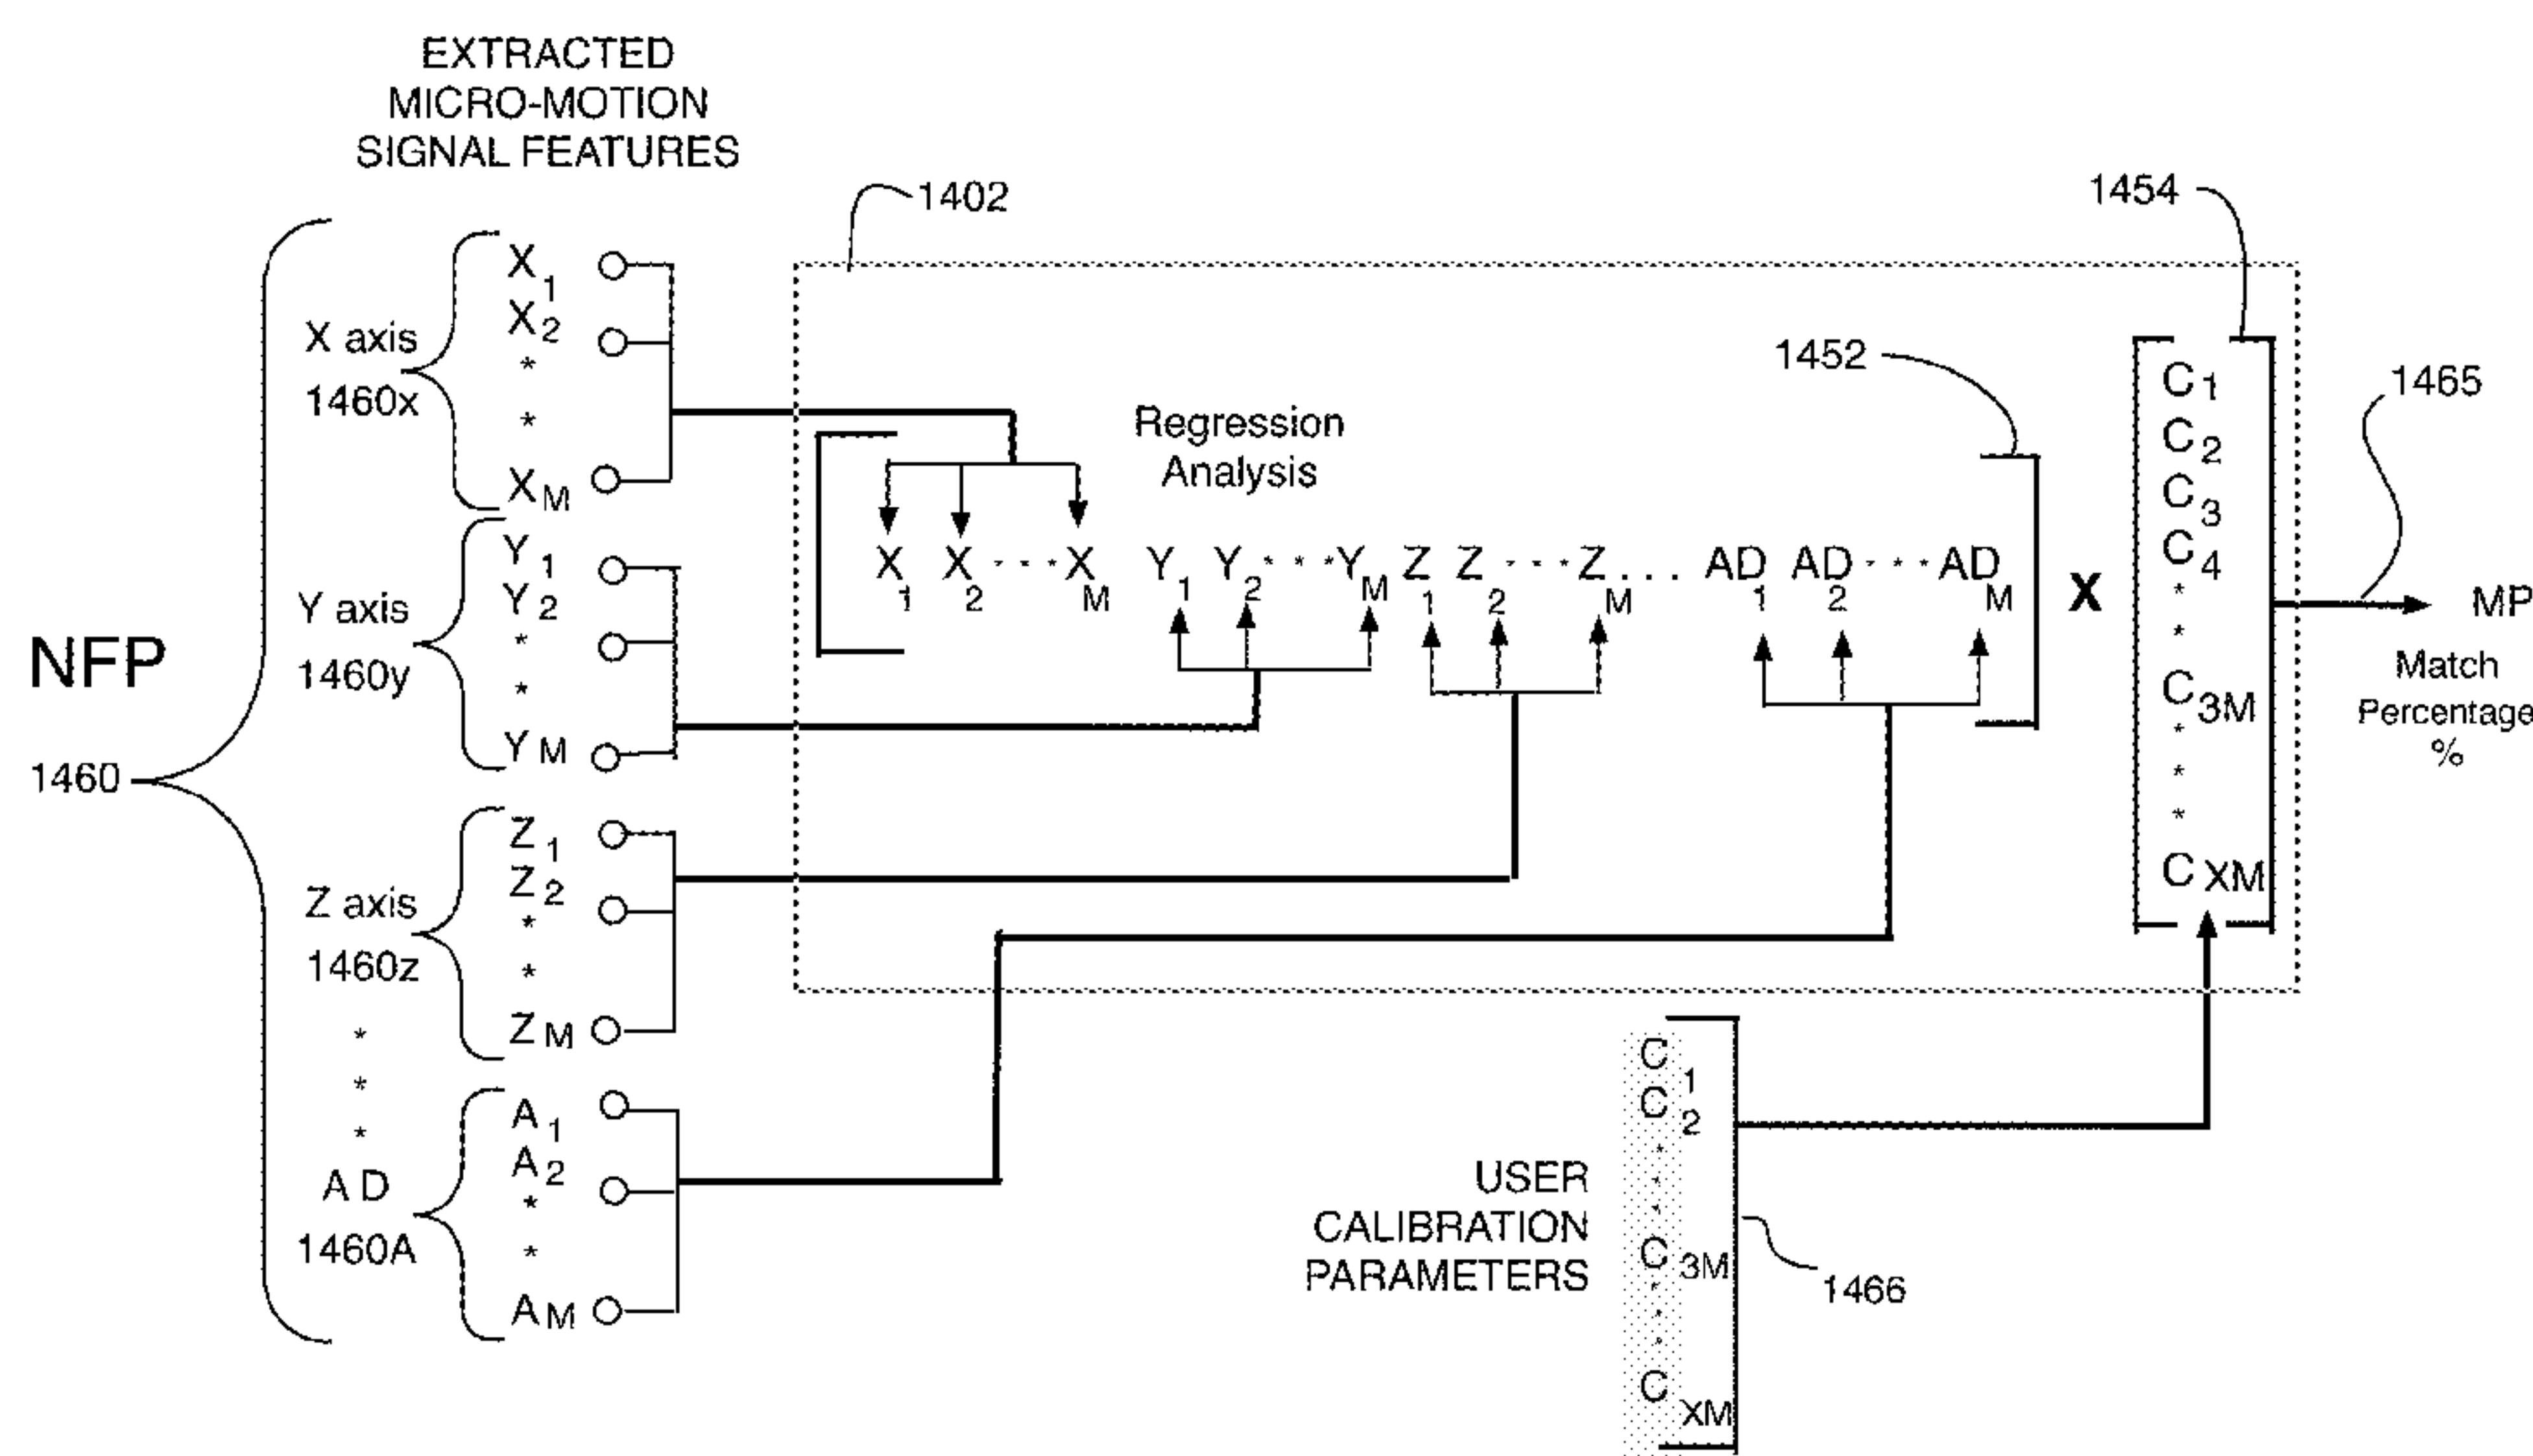 EXTRACTED
MICRO-MOTION
SIGNAL FEATURES
1402
1454
X1
X2
*
*
XM
X axis
1460x
1452
1465
Regression
Analysis
Y1
Y2
*
*
YM
Y axis
1460y
NFP
1460
X1 X2 * * * XM Y1 Y2 * * * YM Z1 Z2 * * * ZM . . . AD1 AD2 * * * ADM
X
C1
C2
C3
C4
*
*
C3M
*
*
*
CXM
MP
Match
Percentage
%
Z1
Z2
*
*
ZM
Z axis
1460z
*
*
*
A1
A2
*
*
AM
A D
1460A
USER
CALIBRATION
PARAMETERS
C1
C2
*
*
*
C3M
*
*
*
CXM
1466